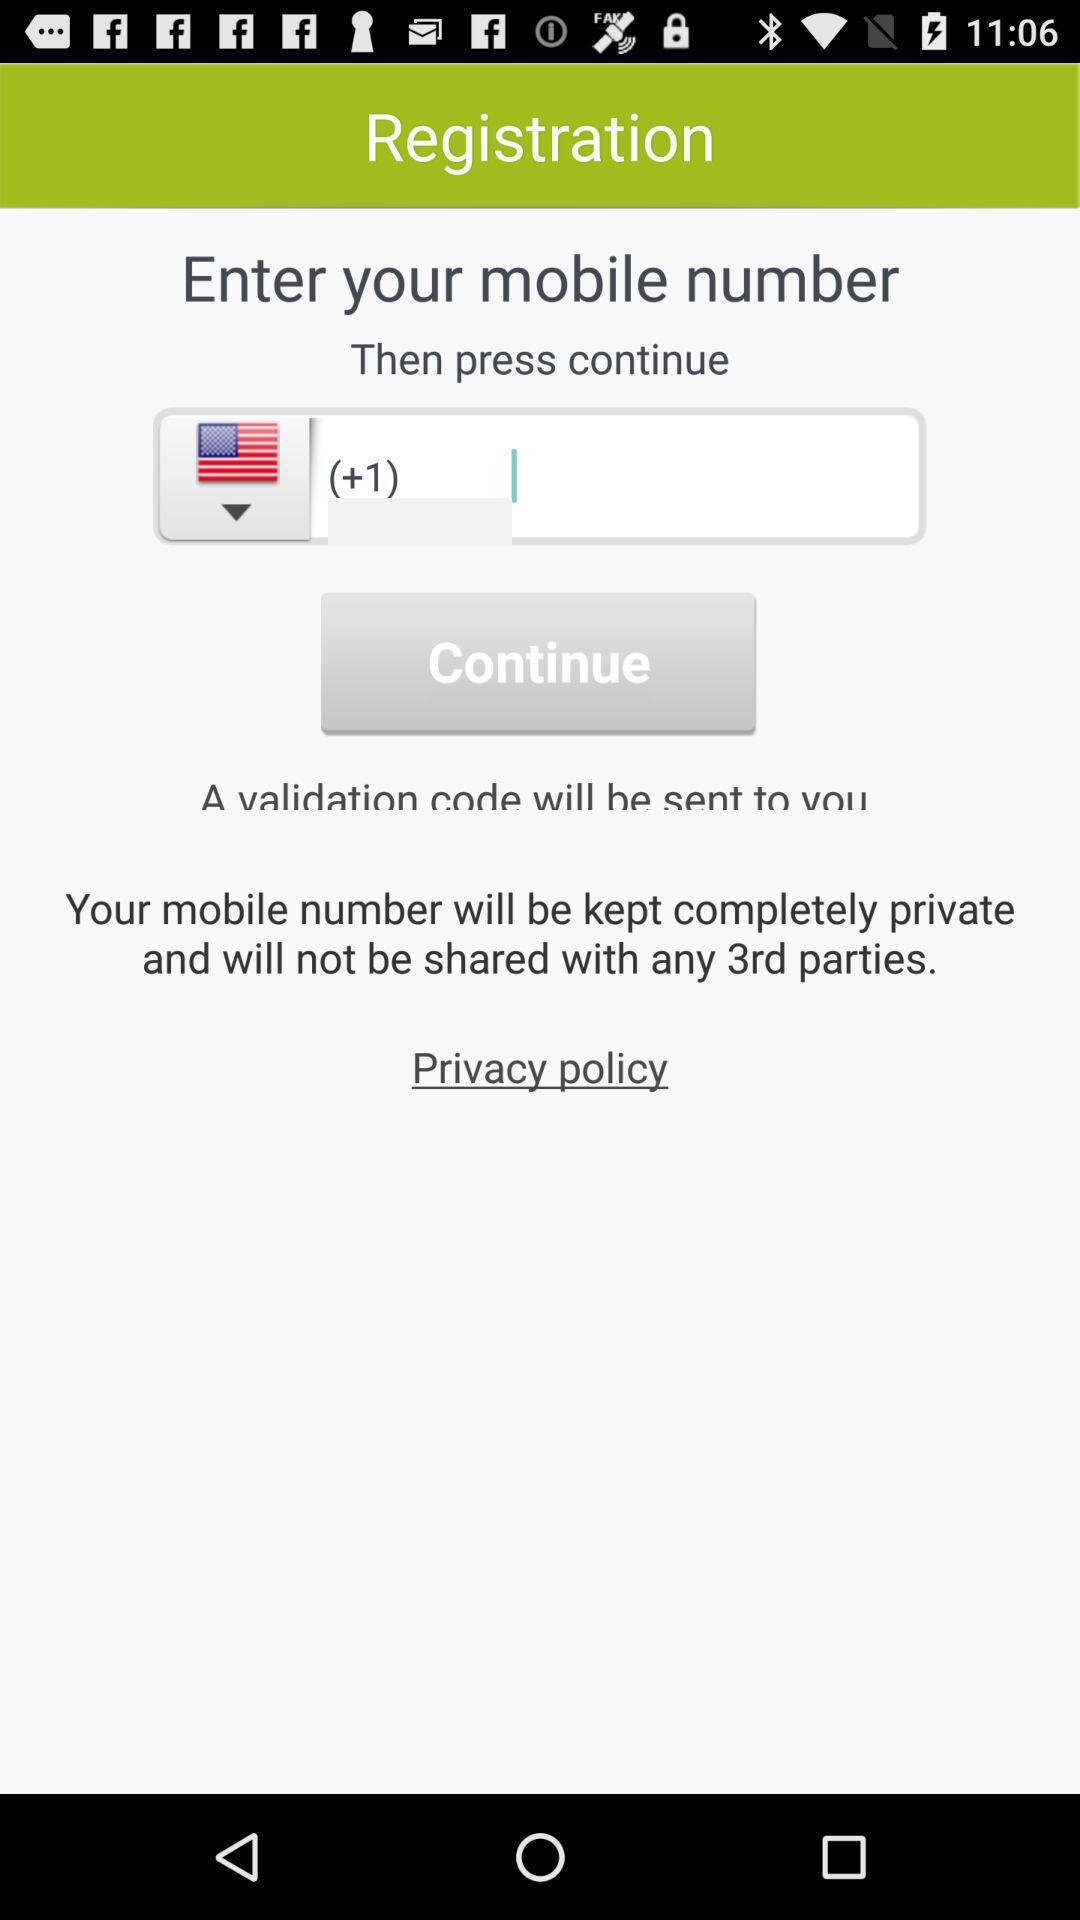 FAK 11:06
Registration
Enter your mobile number
Then press continue
(+1)
Continue
A validation code will be sent to you
Your mobile number will be kept completely private
and will not be shared with any 3rd parties.
Privacy policy